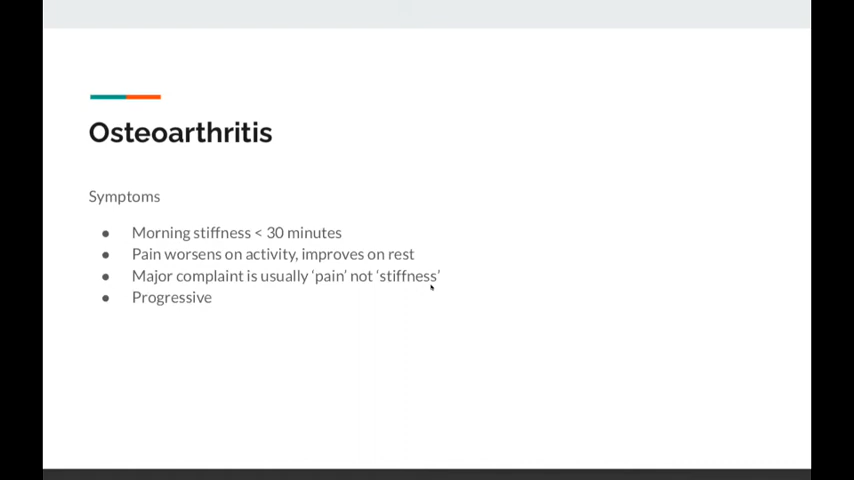 Osteoarthritis
Symptoms
● Morning stiffness < 30 minutes
● Pain worsens on activity, improves on rest
● Major complaint is usually ‘pain’ not ‘stiffness’
● Progressive